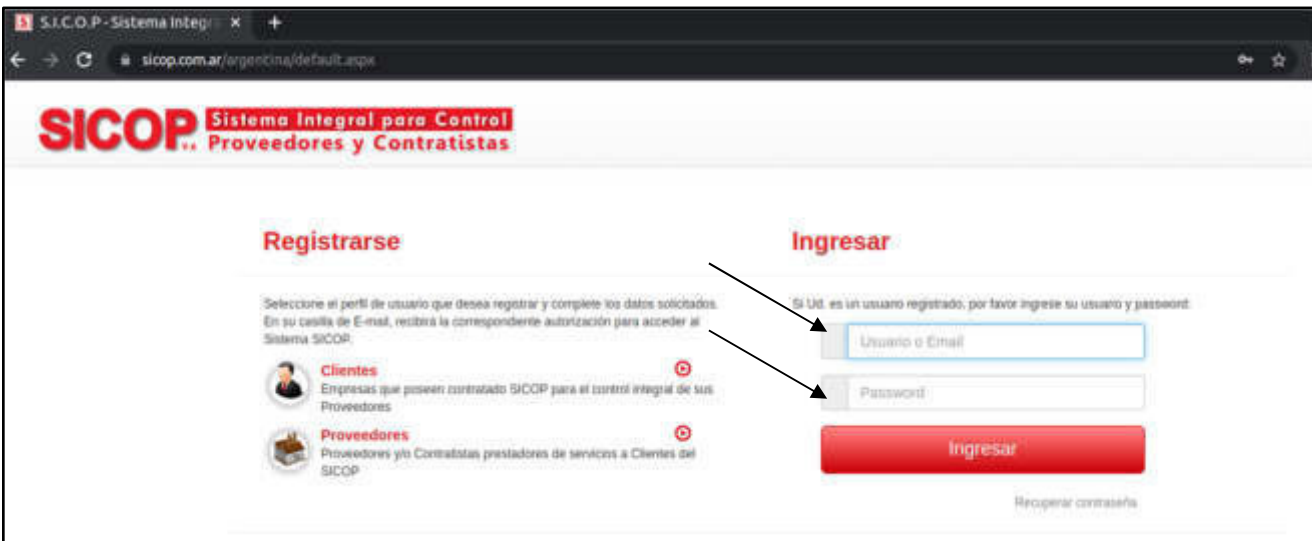 S.I.C.O.P - Sistema Integr
sicop.com.ar/argentina/default.aspx
SICOP
Sistema Integral para Control
Proveedores y Contratistas
Registrarse
Seleccione el perfil de usuario que desea registrar y complete los datos solicitados.
En su casilla de E-mail, recibirá la correspondiente autorización para acceder al
Sistema SICOP.
Clientes
Empresas que poseen contratado SICOP para el control integral de sus
Proveedores
Proveedores
Proveedores y/o Contratistas prestadores de servicios a Clientes del
SICOP
Ingresar
Si Ud. es un usuario registrado, por favor ingrese su usuario y password:
Usuario o Email
Password
Ingresar
Recuperar contraseña